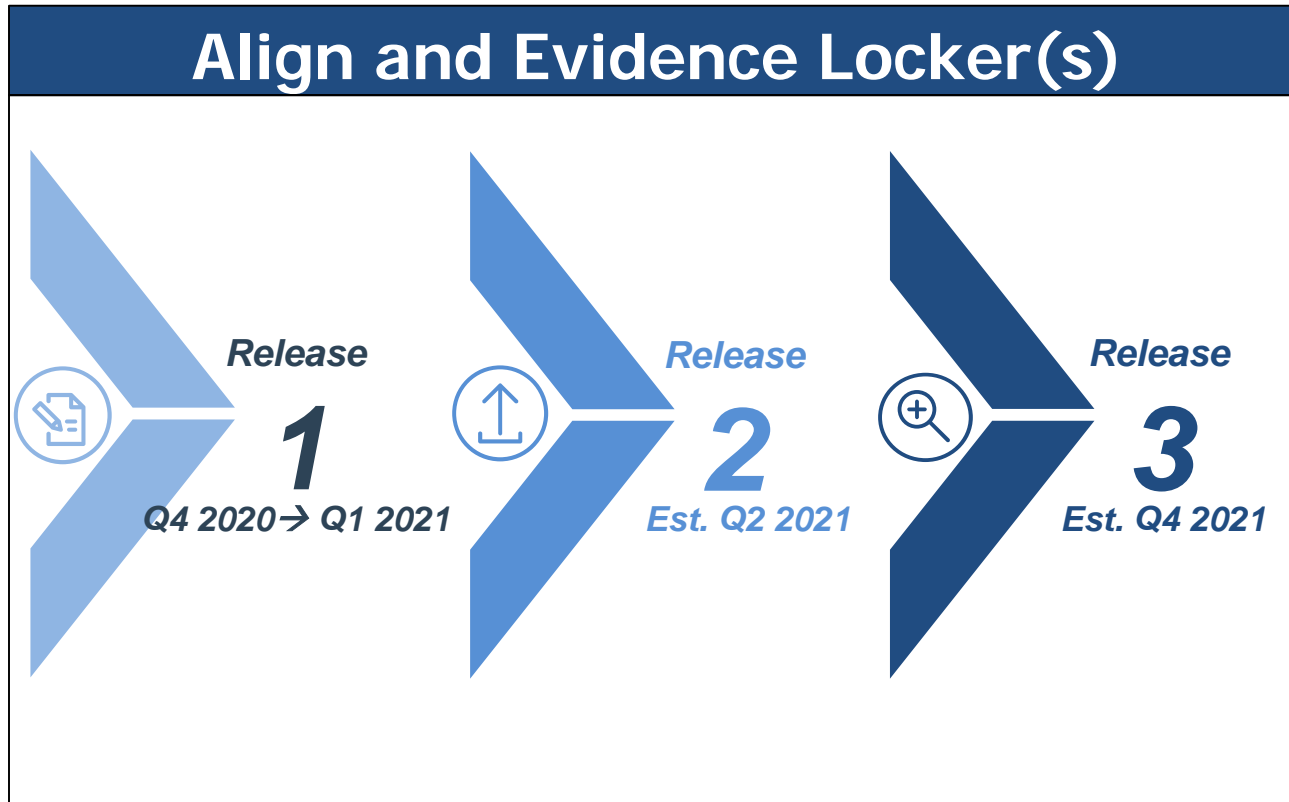 Align and Evidence Locker(s)
Release
1
Q4 2020→ Q1 2021
Release
2
Est. Q2 2021
Release
3
Est. Q4 2021